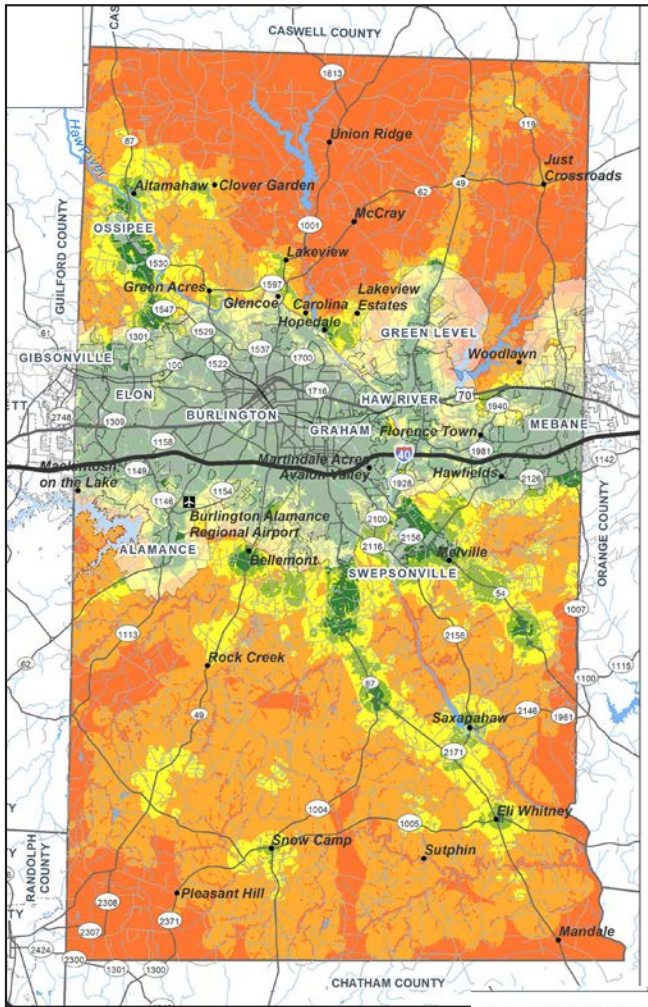 CASWELL COUNTY
CAS
1613
119
Union Ridge
Haw River
87
Just
Crossroads
Altamahaw
Clover Garden
49
62
OSSIPEE
1001
McCray
GUILFORD COUNTY
1530
Lakeview
Green Acres
1597
Glencoe
Carolina
Lakeview
Estates
1547
Hopedale
61
1301
1529
GREEN LEVEL
1537
1700
GIBSONVILLE
100
1522
Woodlawn
ELON
1716
HAW RIVER
70
ETT
2748
BURLINGTON
1940
1309
GRAHAM
Florence Town
MEBANE
1158
1981
40
1142
Mackintosh
on the Lake
1149
Martindale Acres
Avalon Valley
Hawfields
1928
2126
1146
1154
Burlington Alamance
Regional Airport
2100
ORANGE COUNTY
ALAMANCE
2116
2156
Bellemont
Melville
SWEPSONVILLE
54
1007
1113
2158
62
Rock Creek
1115
1100
87
49
Saxapahaw
2146
1961
2171
1004
Eli Whitney
1005
Snow Camp
Sutphin
RANDOLPH
COUNTY
Pleasant Hill
2308
2371
2307
Mandale
2424
2300
1301
1300
CHATHAM COUNTY